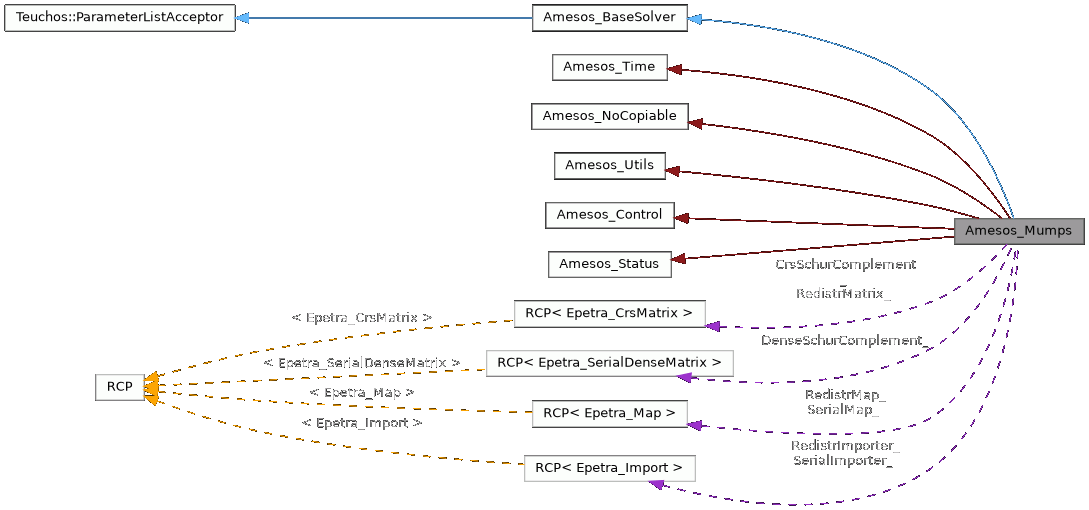 Teuchos::ParameterListAcceptor
Amesos_BaseSolver
Amesos_Time
Amesos_NoCopiable
Amesos_Utils
Amesos_Control
Amesos_Mumps
Amesos_Status
CrsSchurComplement
_
RedistrMatrix_
RCP< Epetra_CrsMatrix >
< Epetra_CrsMatrix >
DenseSchurComplement_
RCP< Epetra_SerialDenseMatrix >
< Epetra_SerialDenseMatrix >
RCP
< Epetra_Map >
RedistrMap_
SerialMap_
RCP< Epetra_Map >
< Epetra_Import >
RedistrImporter_
SerialImporter_
RCP< Epetra_Import >